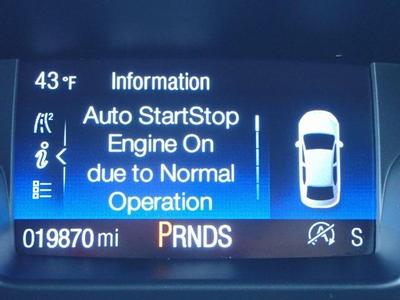 43 °F Information
Auto StartStop
Engine On
due to Normal
Operation
019870 mi PRNDS S